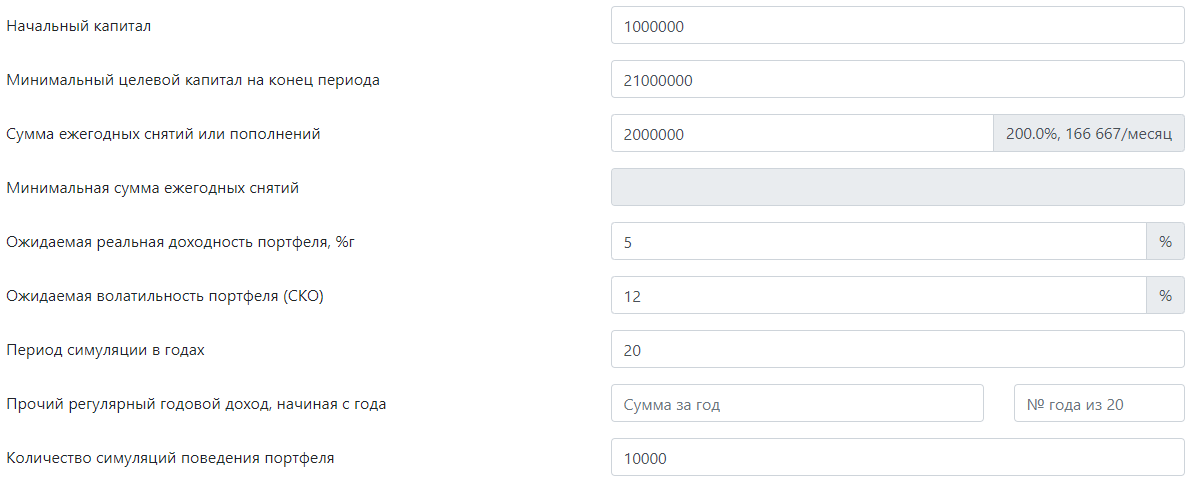 Начальный капитал
1000000
Минимальный целевой капитал на конец периода
21000000
Сумма ежегодных снятий или пополнений
2000000
200.0%, 166 667/месяц
Минимальная сумма ежегодных снятий
Ожидаемая реальная доходность портфеля, %г
5
%
Ожидаемая волатильность портфеля (СКО)
12
%
Период симуляции в годах
20
Прочий регулярный годовой доход, начиная с года
Сумма за год
№ года из 20
Количество симуляций поведения портфеля
10000